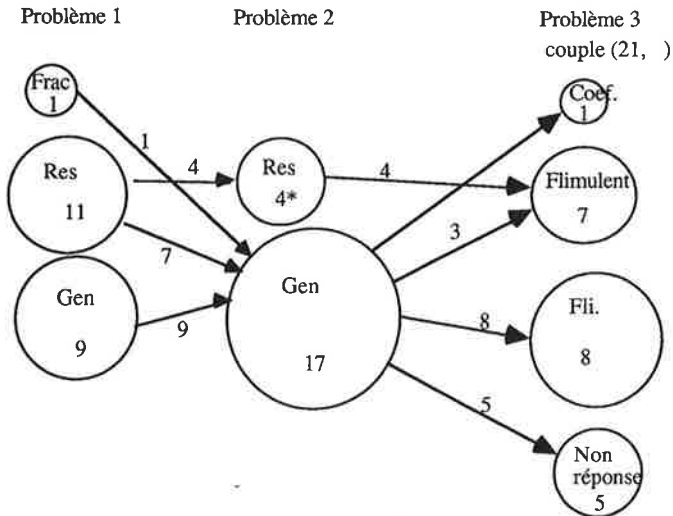 Problème 1
Problème 2
Problème 3
couple (21, )
Frac
1
Coef.
1
1
Res
11
4
Res
4*
4
Flimulent
7
7
3
Gen
9
9
Gen
17
8
Fli.
8
5
Non
réponse
5